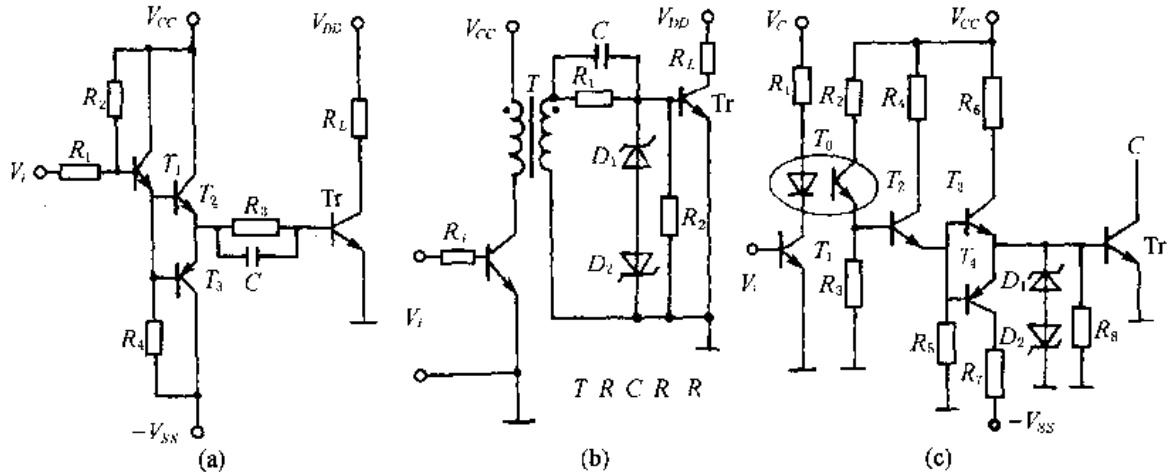 V_CC
V_DD
R_2
R_L
R_1
V_i
T_1
T_2
R_3
Tr
C
T_3
R_4
-V_SS
(a)
V_CC
V_DD
C
R_L
T
R_1
Tr
D_1
R_2
R_i
D_2
V_i
T R C R R
(b)
V_C
V_CC
R_1
R_2
R_4
R_6
T_0
C
T_2
T_3
Tr
T_1
T_4
V_i
R_3
D_1
D_2
R_5
R_8
R_7
-V_SS
(c)